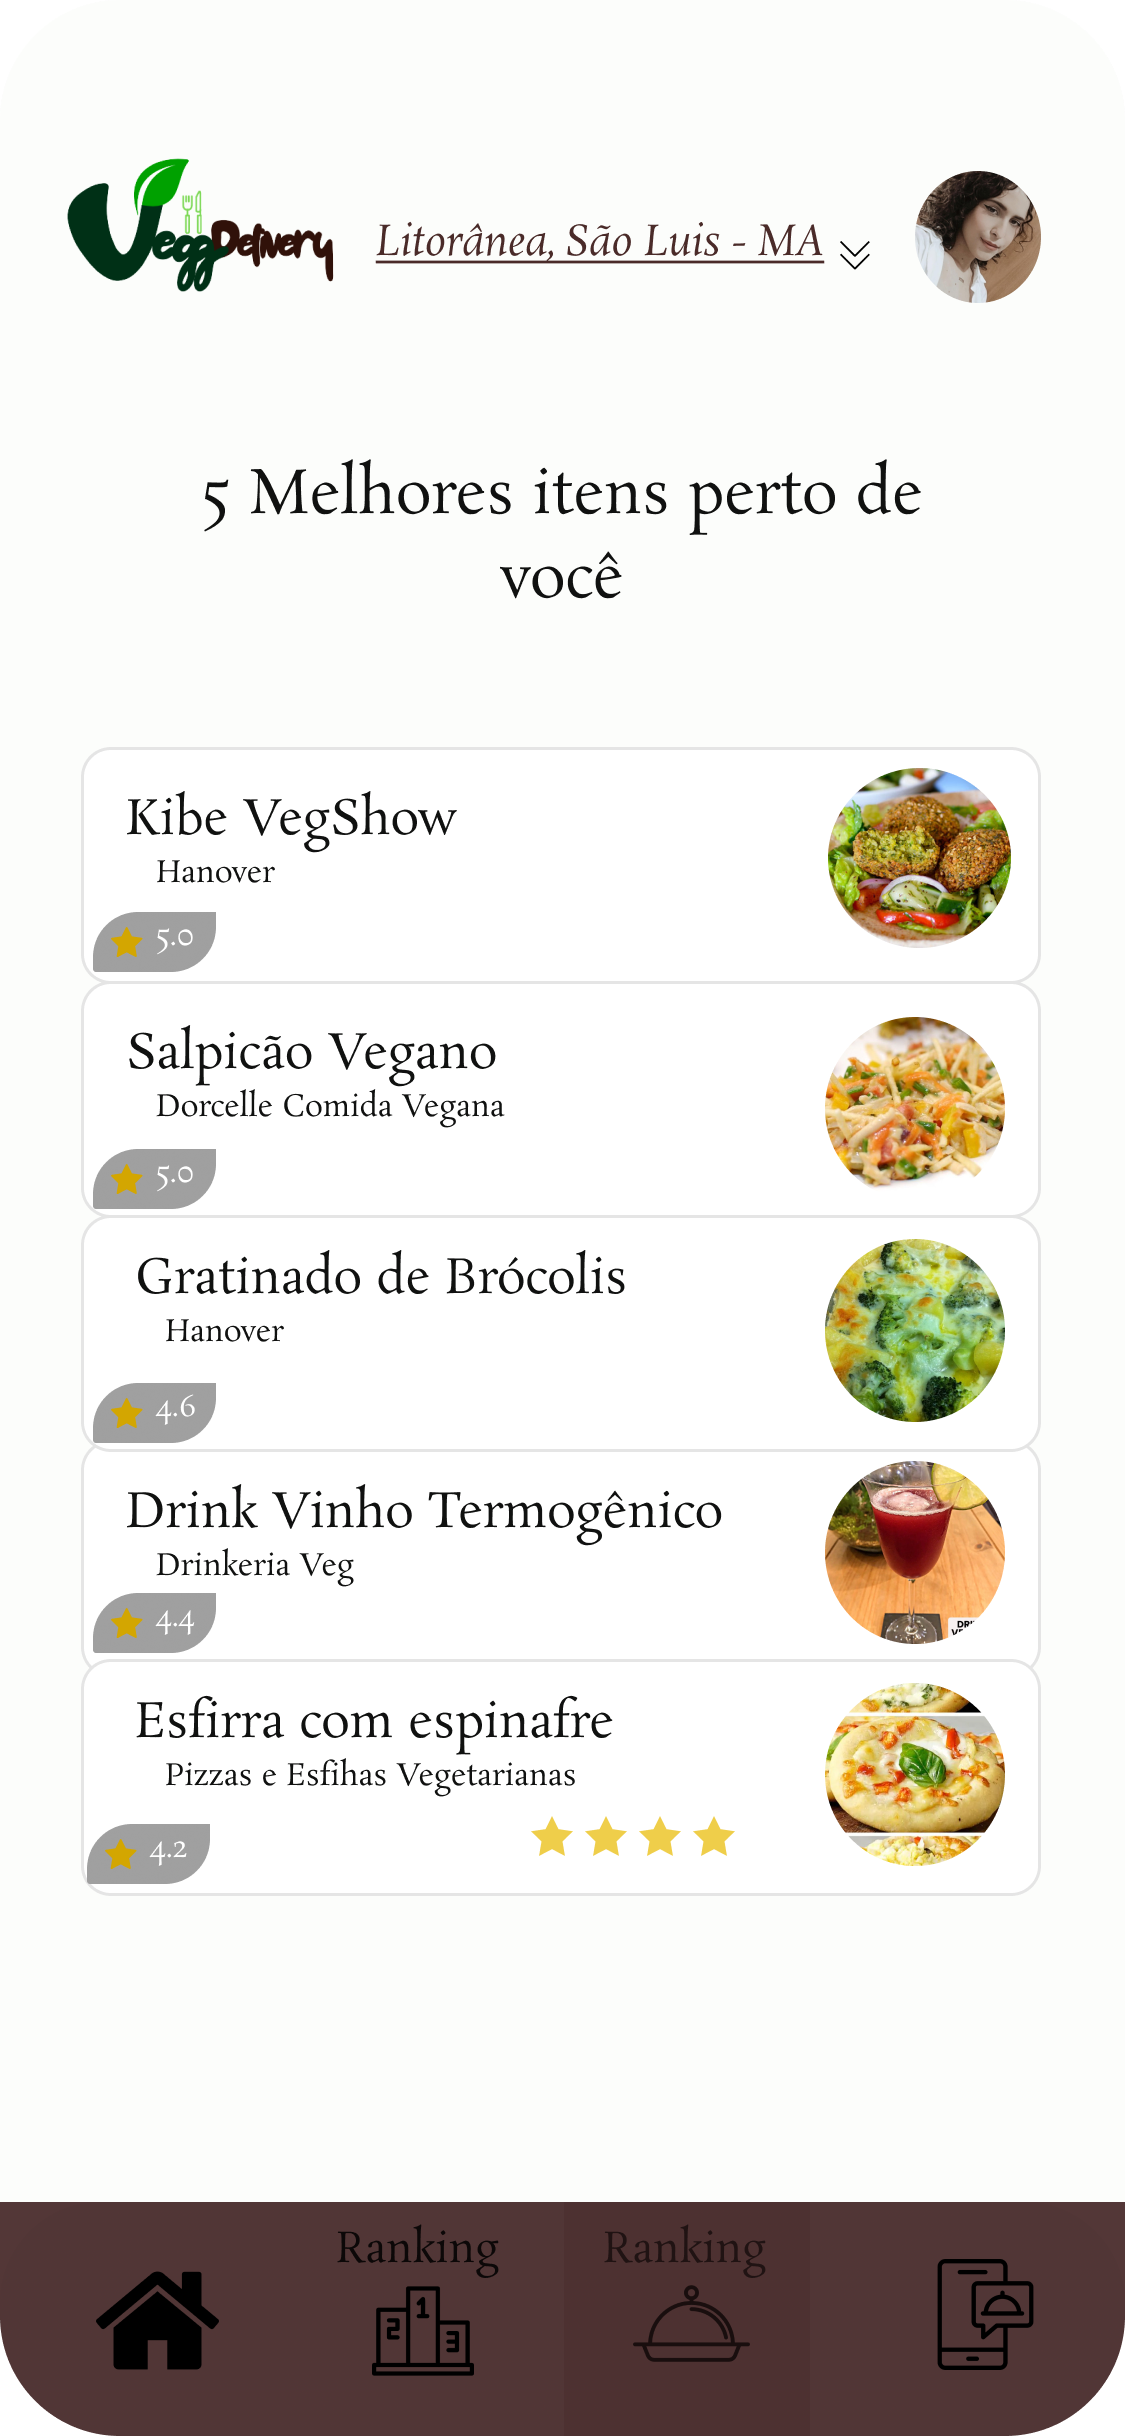 Vegg Delivery
Litorânea, São Luis - MA
5 Melhores itens perto de
você
Kibe VegShow
Hanover
5.0
Salpicão Vegano
Dorcelle Comida Vegana
5.0
Gratinado de Brócolis
Hanover
4.6
Drink Vinho Termogênico
Drinkeria Veg
4.4
Esfirra com espinafre
Pizzas e Esfihas Vegetarianas
4.2
Ranking
Ranking
2 1 3